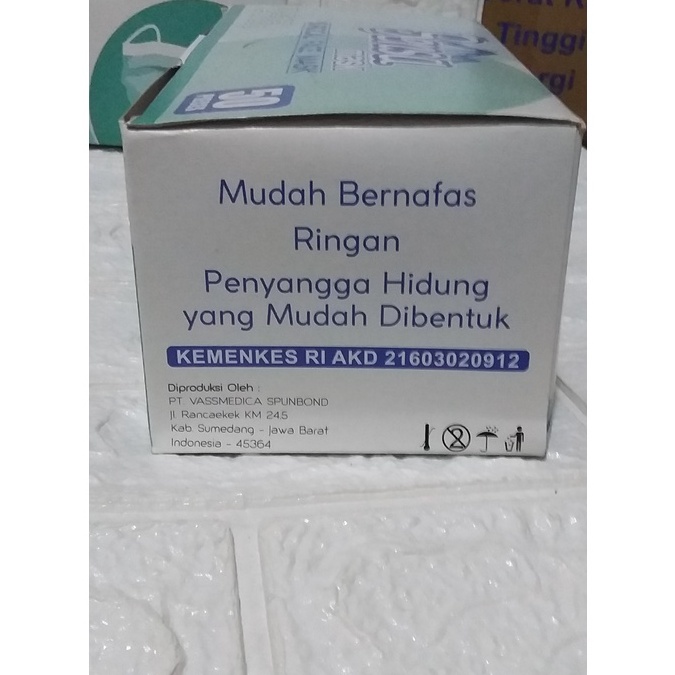 50
Mudah Bernafas
Ringan
Penyangga Hidung
yang Mudah Dibentuk
KEMENKES RI AKD 21603020912
Diproduksi Oleh :
PT. VASSMEDICA SPUNBOND
Jl. Rancaekek KM 24.5
Kab. Sumedang - Jawa Barat
Indonesia - 45364
Tinggi